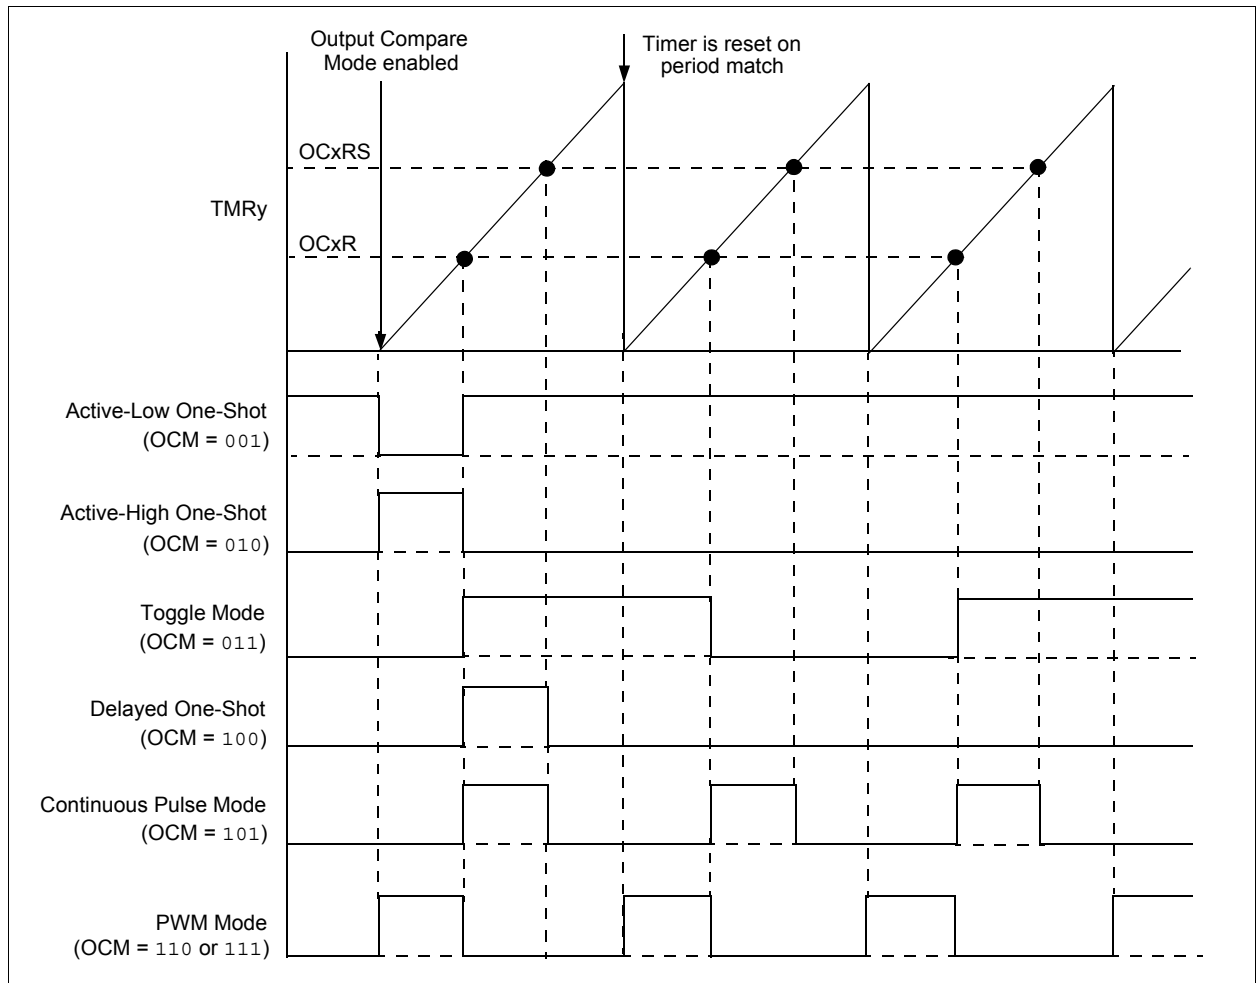 Output Compare
Mode enabled
Timer is reset on
period match
OCxRS
TMRy
OCxR
Active-Low One-Shot
(OCM = 001)
Active-High One-Shot
(OCM = 010)
Toggle Mode
(OCM = 011)
Delayed One-Shot
(OCM = 100)
Continuous Pulse Mode
(OCM = 101)
PWM Mode
(OCM = 110 or 111)